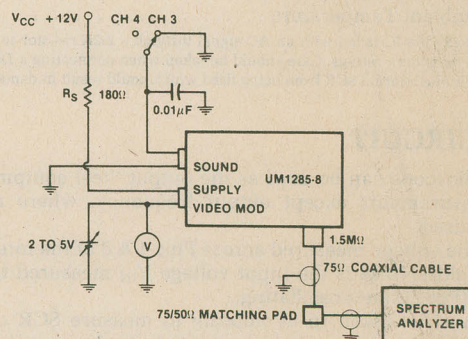 VCC +12V
CH 4 CH 3
RS 180Ω
0.01μF
SOUND
UM1285-8
SUPPLY
VIDEO MOD
2 TO 5V
V
1.5MΩ
75Ω COAXIAL CABLE
75/50Ω MATCHING PAD
SPECTRUM
ANALYZER